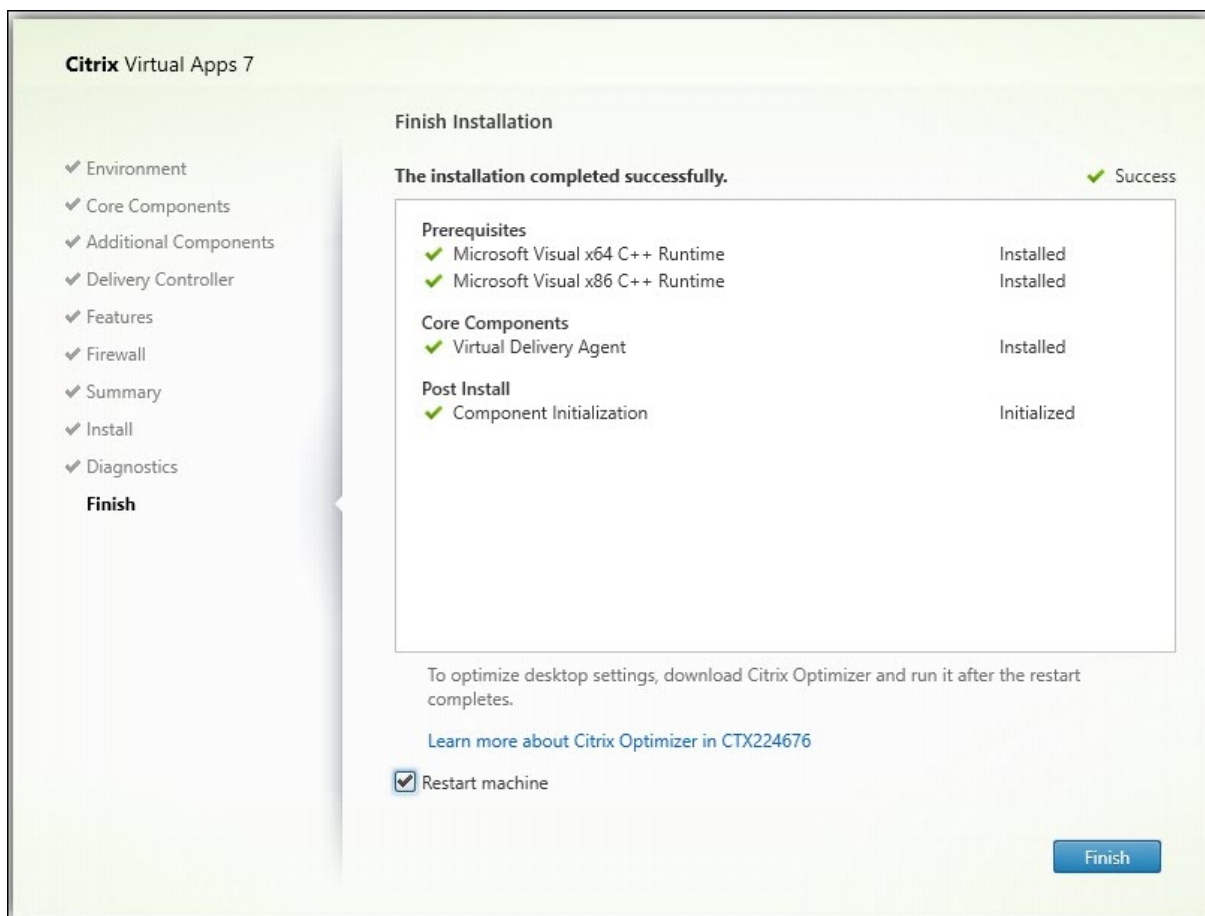 Citrix Virtual Apps 7
Environment
Core Components
Additional Components
Delivery Controller
Features
Firewall
Summary
Install
Diagnostics
Finish
Finish Installation
The installation completed successfully.
Success
Prerequisites
Microsoft Visual x64 C++ Runtime Installed
Microsoft Visual x86 C++ Runtime Installed
Core Components
Virtual Delivery Agent Installed
Post Install
Component Initialization Initialized
To optimize desktop settings, download Citrix Optimizer and run it after the restart
completes.
Learn more about Citrix Optimizer in CTX224676
Restart machine
Finish